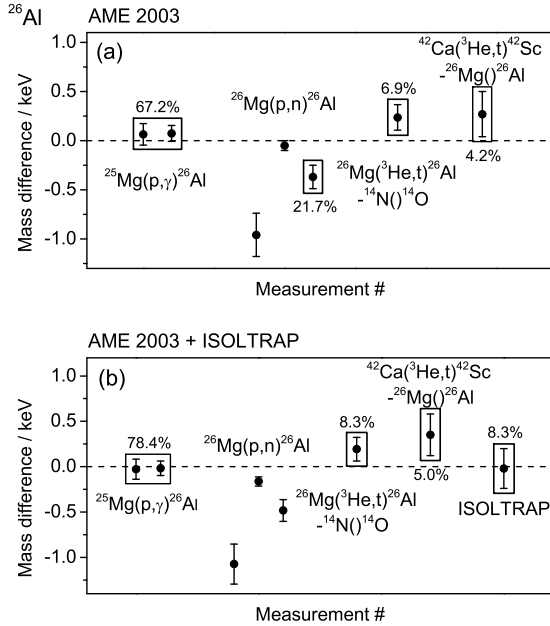 ²⁶Al
AME 2003
(a)
Mass difference / keV
1.0
0.5
0.0
-0.5
-1.0
67.2%
²⁵Mg(p,γ)²⁶Al
²⁶Mg(p,n)²⁶Al
21.7%
²⁶Mg(³He,t)²⁶Al
-¹⁴N()¹⁴O
6.9%
⁴²Ca(³He,t)⁴²Sc
-²⁶Mg()²⁶Al
4.2%
Measurement #
AME 2003 + ISOLTRAP
(b)
Mass difference / keV
1.0
0.5
0.0
-0.5
-1.0
78.4%
²⁵Mg(p,γ)²⁶Al
²⁶Mg(p,n)²⁶Al
²⁶Mg(³He,t)²⁶Al
-¹⁴N()¹⁴O
8.3%
⁴²Ca(³He,t)⁴²Sc
-²⁶Mg()²⁶Al
5.0%
8.3%
ISOLTRAP
Measurement #